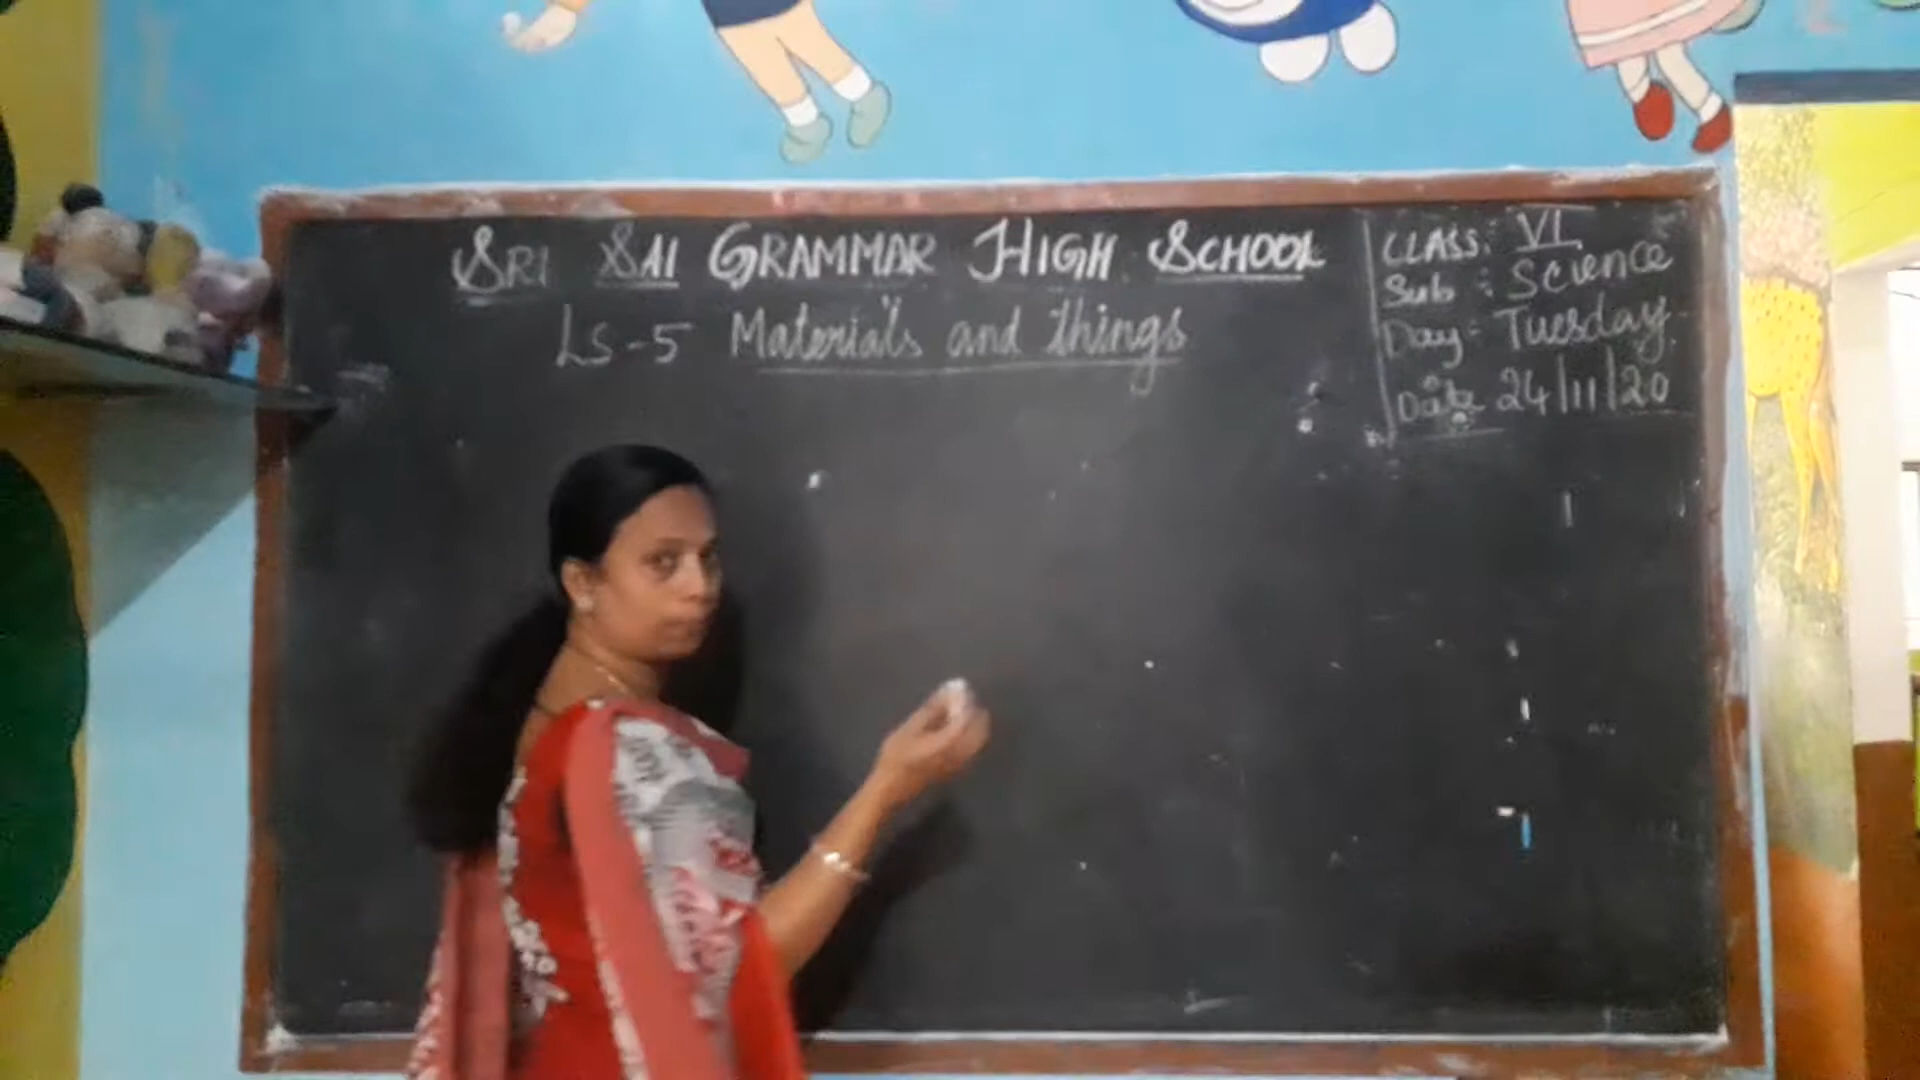 SRI SAI GRAMMAR HIGH SCHOOL
LS-5 Materials and things
CLASS: VI
Sub : Science
Day: Tuesday
Date 24/11/20